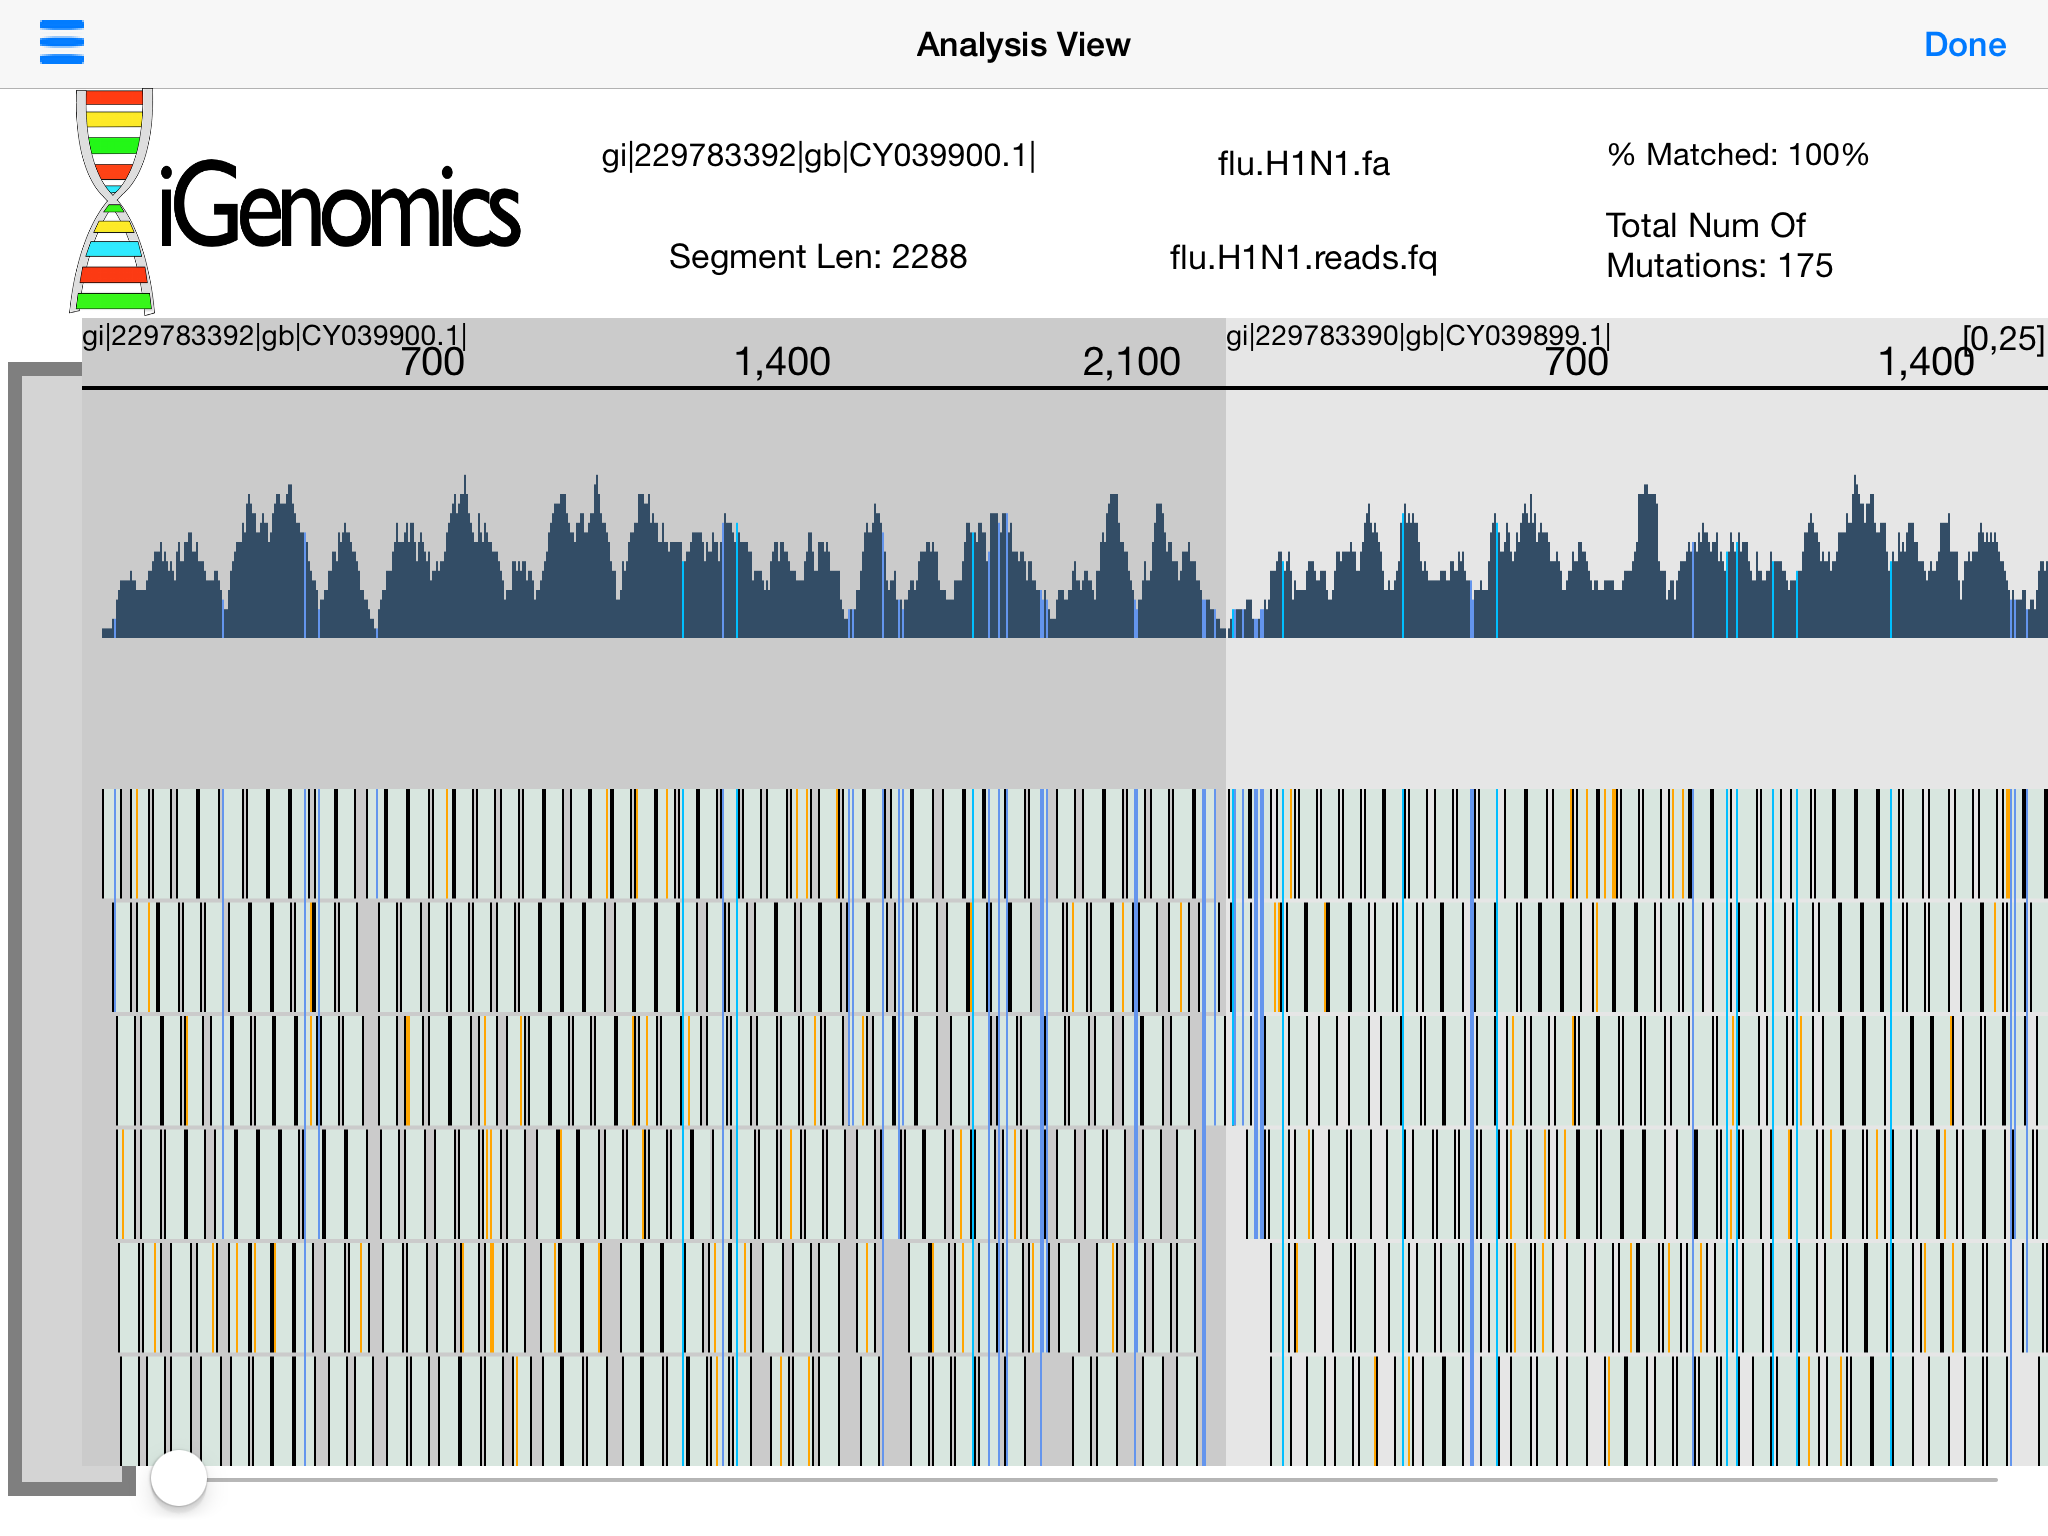 Analysis View
Done
iGenomics
gi|229783392|gb|CY039900.1|
flu.H1N1.fa
% Matched: 100%
Segment Len: 2288
flu.H1N1.reads.fq
Total Num Of
Mutations: 175
gi|229783392|gb|CY039900.1|
gi|229783390|gb|CY039899.1|
[0,25]
700
1,400
2,100
700
1,400